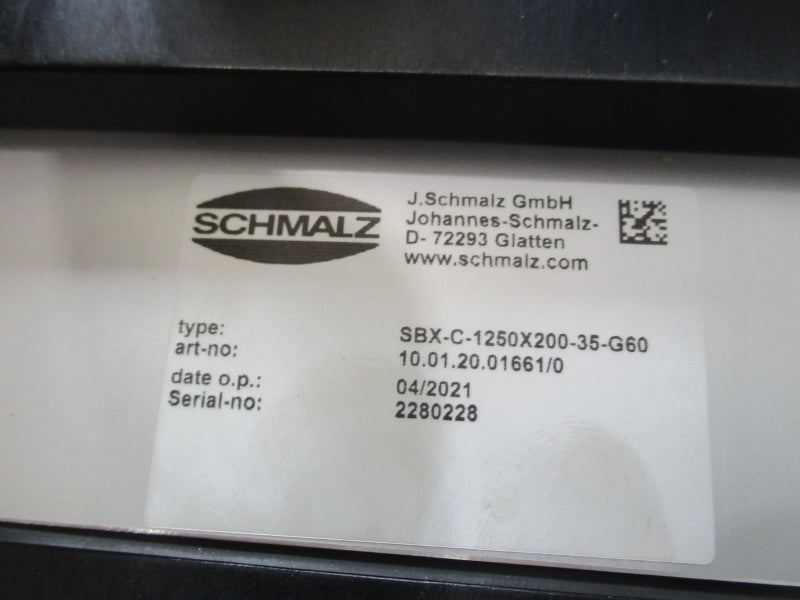 SCHMALZ
J.Schmalz GmbH
Johannes-Schmalz-
D- 72293 Glatten
www.schmalz.com
type: SBX-C-1250X200-35-G60
art-no: 10.01.20.01661/0
date o.p.: 04/2021
Serial-no: 2280228